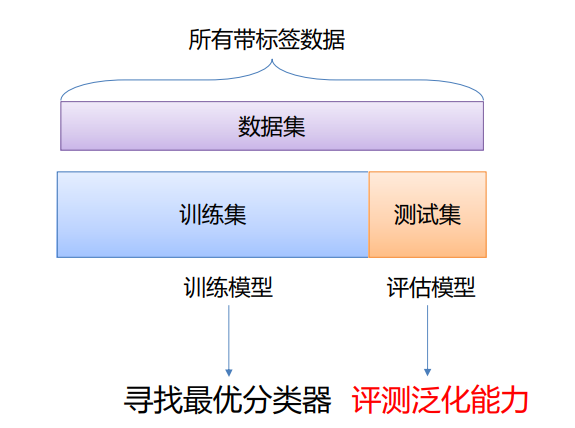 所有带标签数据
数据集
训练集
测试集
训练模型
评估模型
寻找最优分类器
评测泛化能力